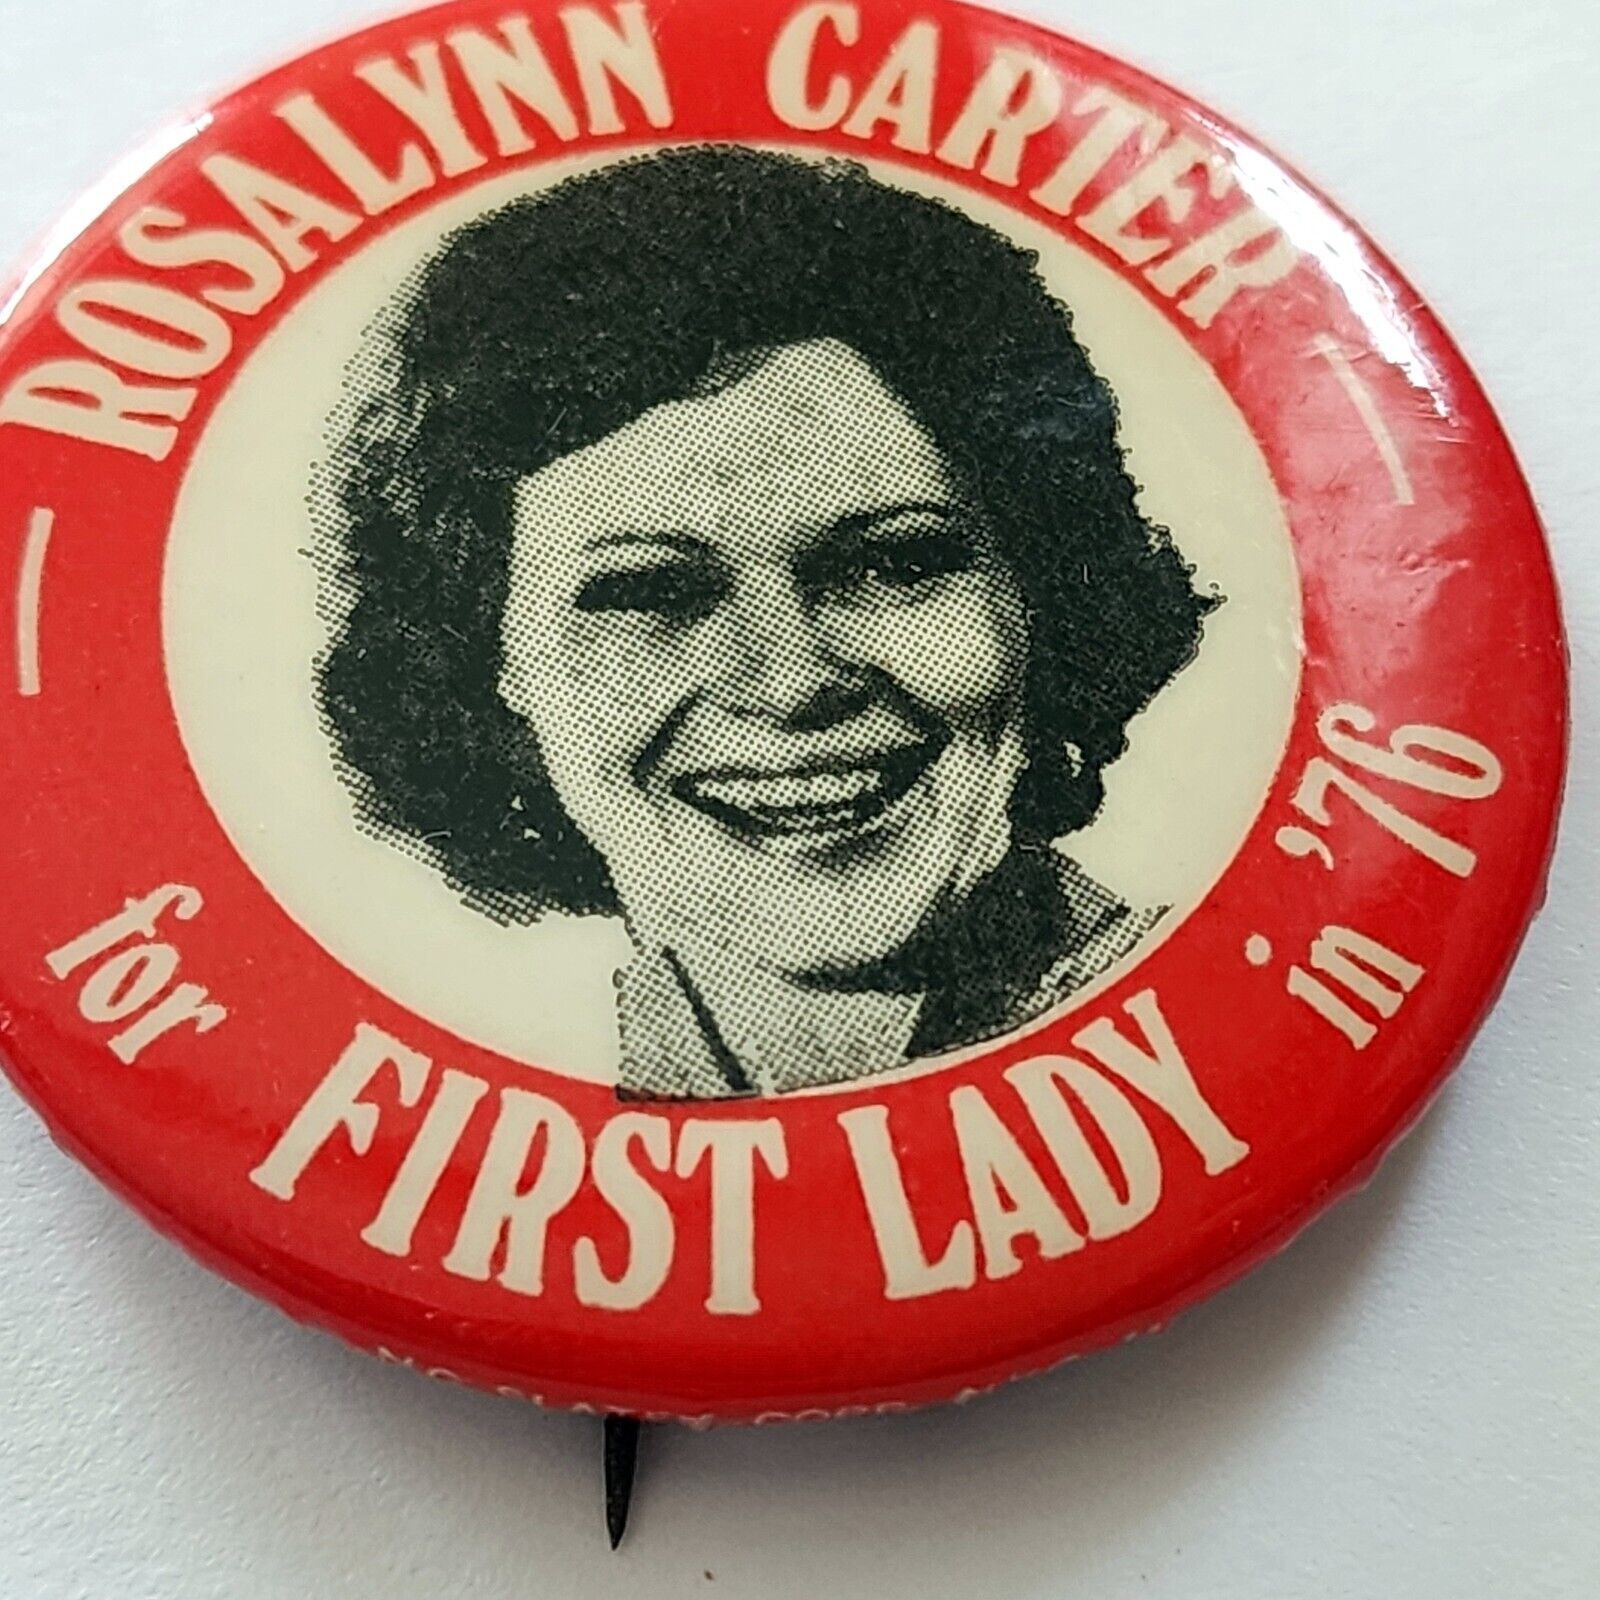 — ROSALYNN CARTER —
for FIRST LADY in '76